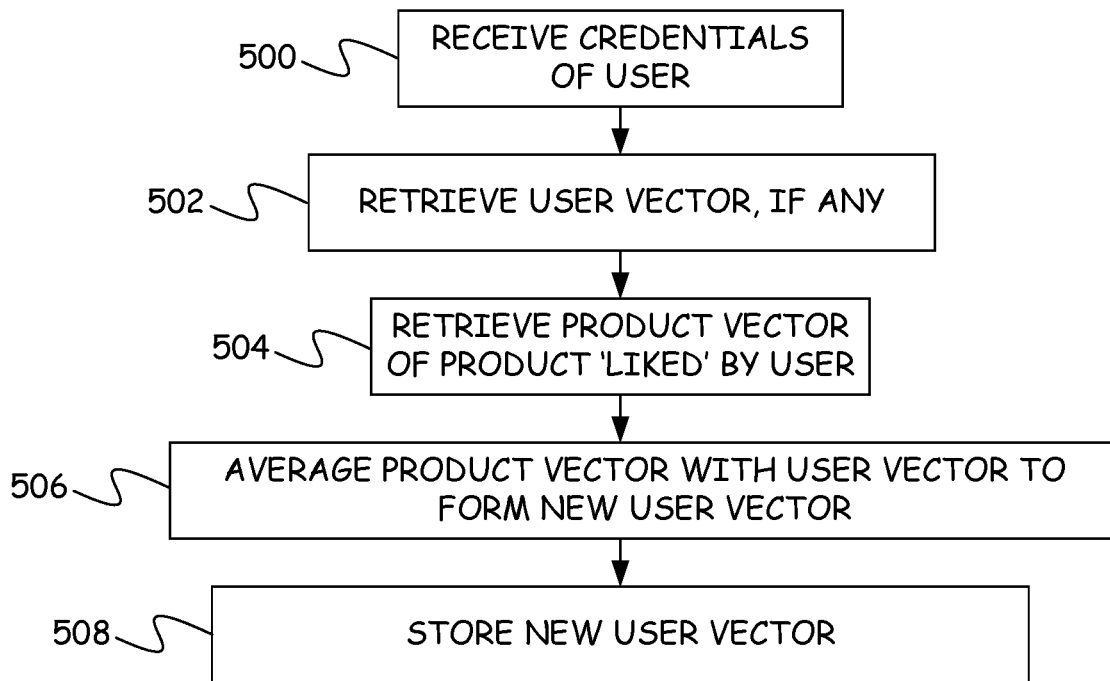 500
RECEIVE CREDENTIALS
OF USER
502
RETRIEVE USER VECTOR, IF ANY
504
RETRIEVE PRODUCT VECTOR
OF PRODUCT ‘LIKED’ BY USER
506
AVERAGE PRODUCT VECTOR WITH USER VECTOR TO
FORM NEW USER VECTOR
508
STORE NEW USER VECTOR